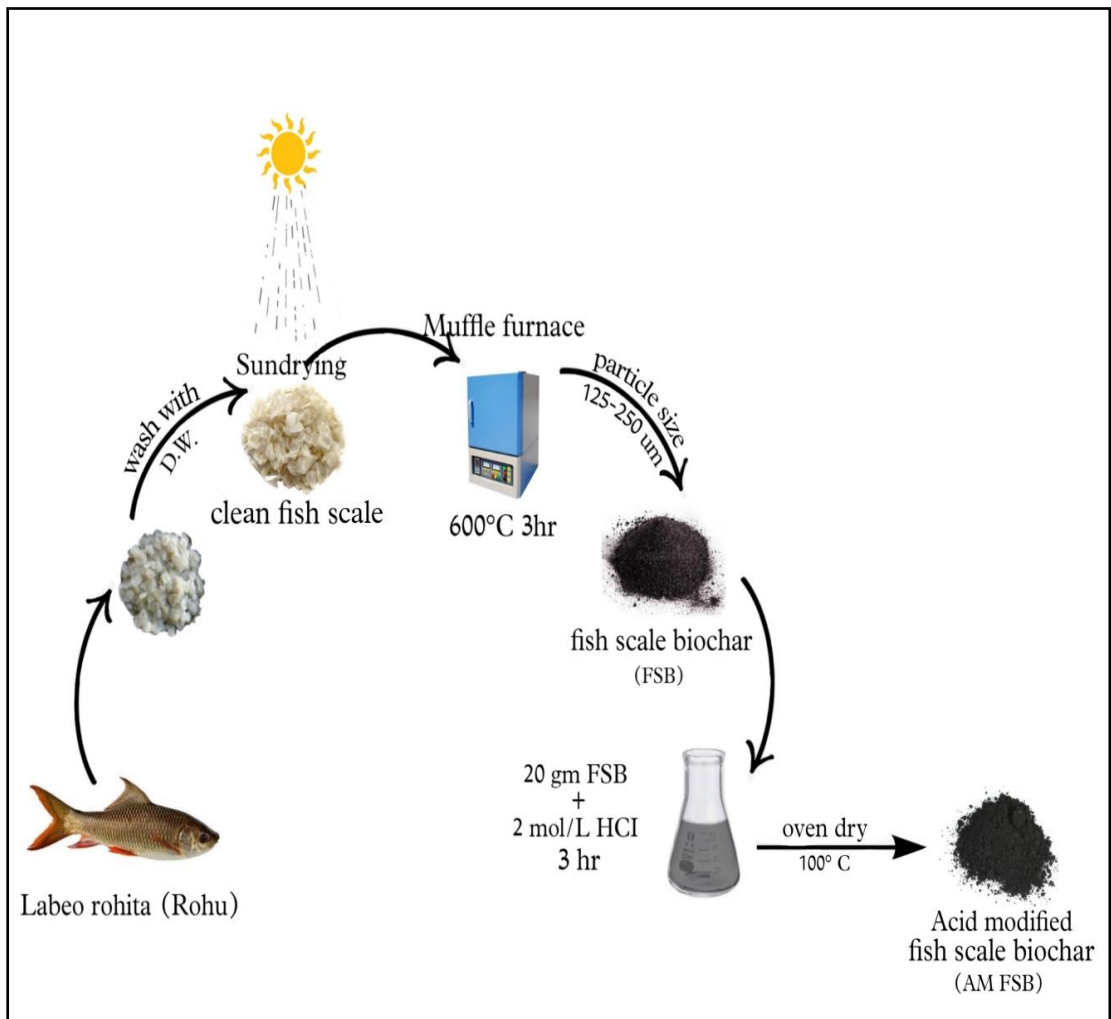 Labeo rohita (Rohu)
wash with
D.W.
Sundrying
clean fish scale
Muffle furnace
600°C 3hr
particle size
125-250 um
fish scale biochar
(FSB)
20 gm FSB
+
2 mol/L HCI
3 hr
oven dry
100° C
Acid modified
fish scale biochar
(AM FSB)